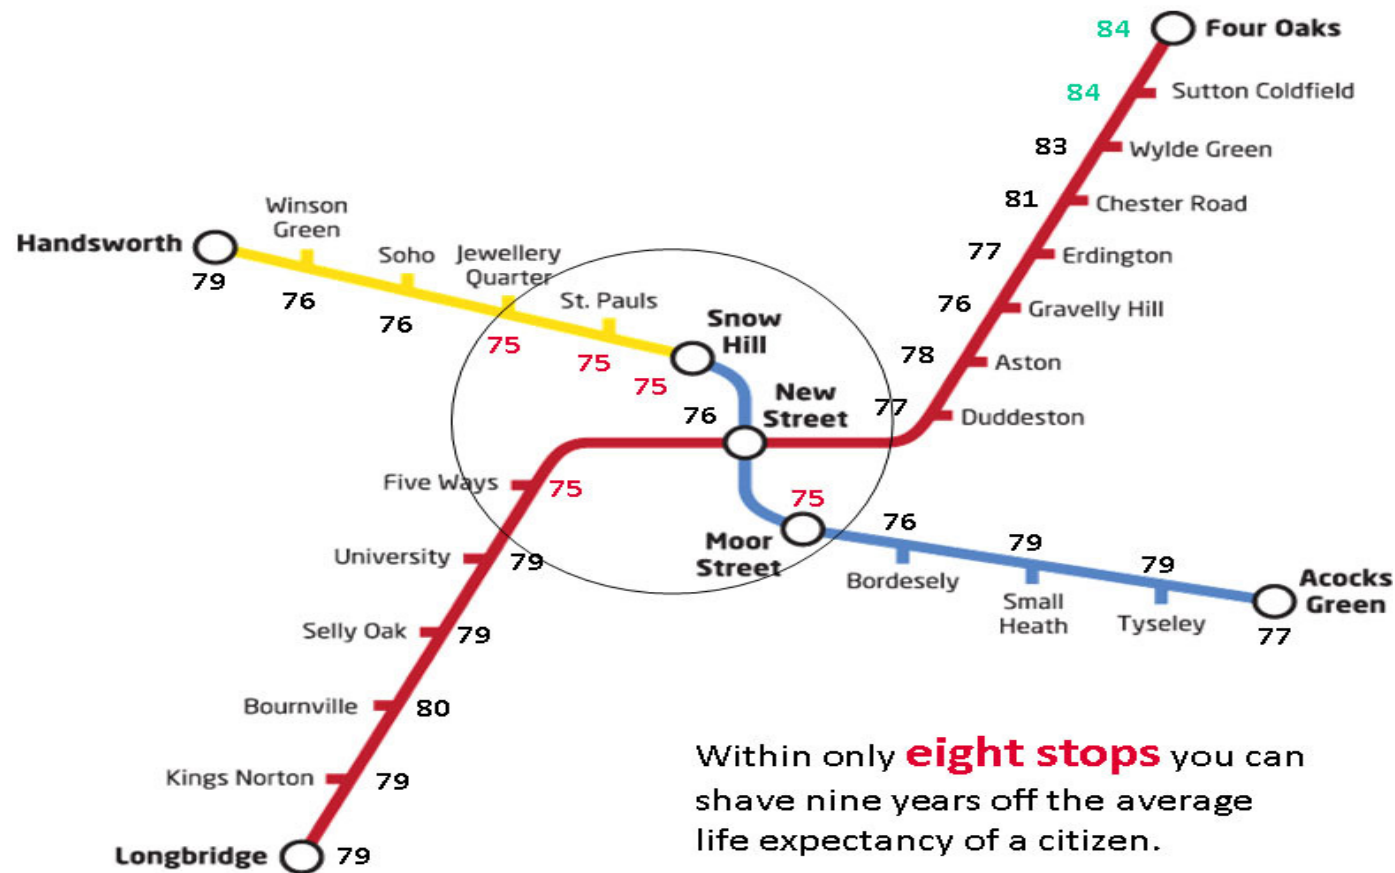 84 Four Oaks
84 Sutton Coldfield
83 Wylde Green
81 Chester Road
77 Erdington
76 Gravelly Hill
78 Aston
77 Duddeston
Handsworth
79
Winson
Green
76
Soho
76
Jewellery
Quarter
75
St. Pauls
75
Snow
Hill
75
New
Street
76
Five Ways 75
University 79
Selly Oak 79
Bournville 80
Kings Norton 79
Longbridge 79
75
Moor
Street
76
Bordesely
79
Small
Heath
79
Tyseley
Acocks
Green
77
Within only eight stops you can
shave nine years off the average
life expectancy of a citizen.